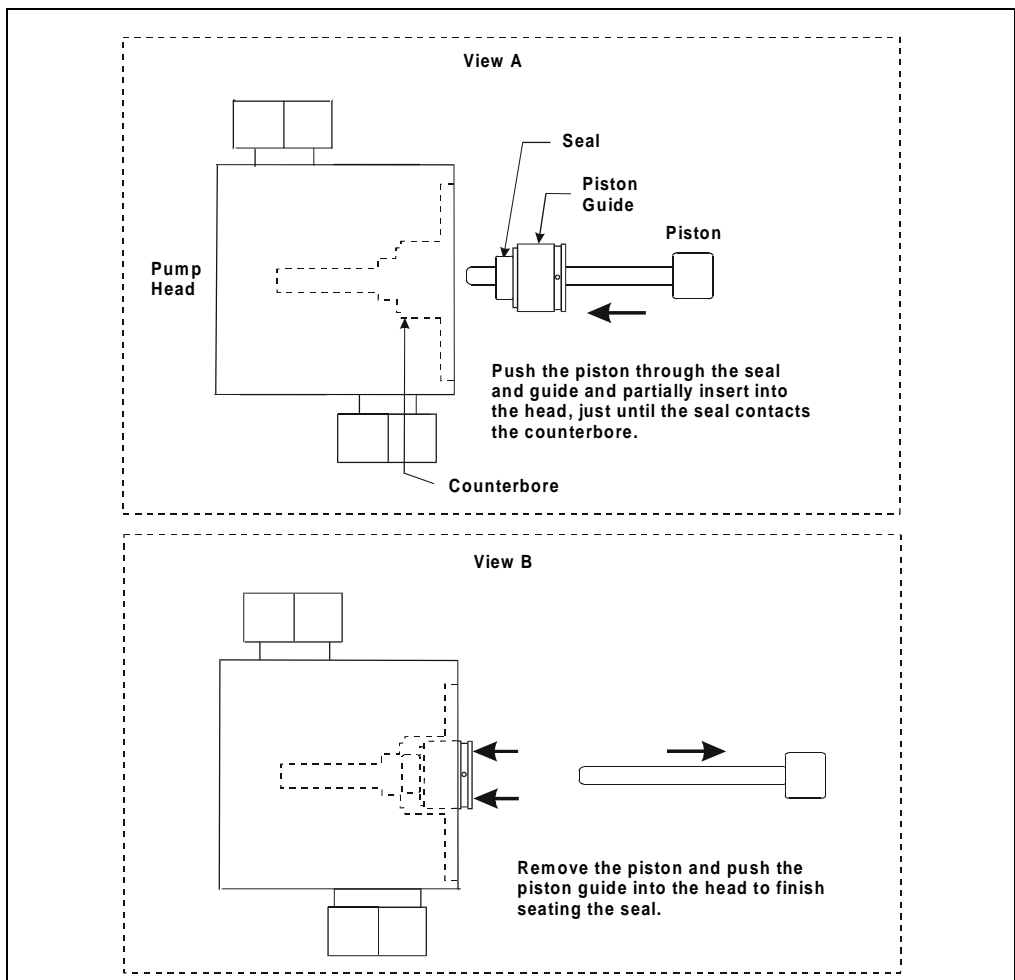 View A
Seal
Piston
Guide
Piston
Pump
Head
Push the piston through the seal
and guide and partially insert into
the head, just until the seal contacts
the counterbore.
Counterbore
View B
Remove the piston and push the
piston guide into the head to finish
seating the seal.